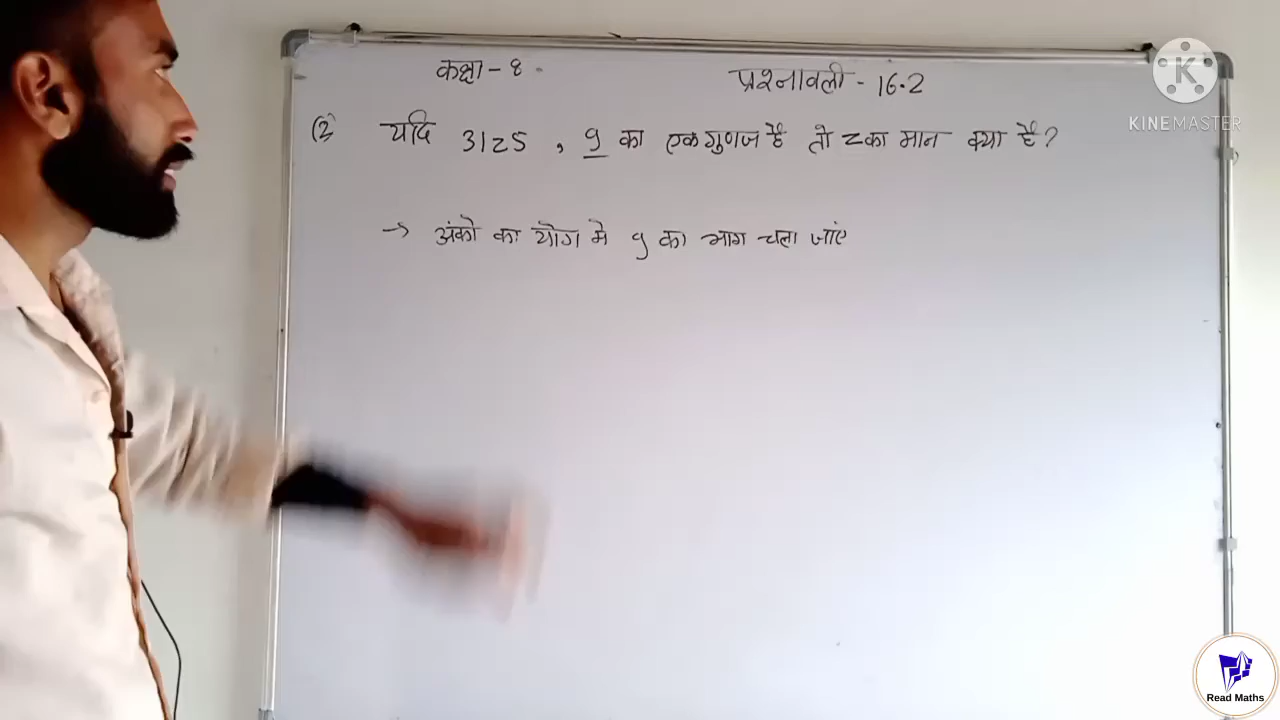 कक्षा - 8
प्रश्नावली - 16.2
(2) यदि 31z5 , 9 का एक गुणज है तो z का मान क्या है?
→ अंको का योग मे 9 का भाग चला जाएं
KINEMASTER
Read Maths